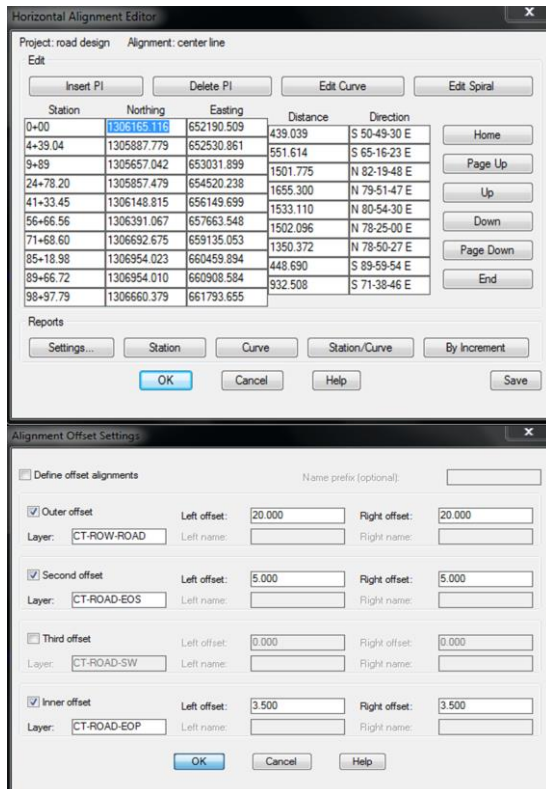 Horizontal Alignment Editor
x
Project: road design Alignment: center line
Edit
Insert PI Delete PI Edit Curve Edit Spiral
Station Northing Easting Distance Direction
0+00 1306165.116 652190.509
439.039 S 50-49-30 E
4+39.04 1305887.779 652530.861
551.614 S 65-16-23 E
9+89 1305657.042 653031.899
1501.775 N 82-19-48 E
24+78.20 1305857.479 654520.238
1655.300 N 79-51-47 E
41+33.45 1306148.815 656149.699
1533.110 N 80-54-30 E
56+66.56 1306391.067 657663.548
1502.096 N 78-25-00 E
71+68.60 1306692.675 659135.053
1350.372 N 78-50-27 E
85+18.98 1306954.023 660459.894
448.690 S 89-59-54 E
89+66.72 1306954.010 660908.584
932.508 S 71-38-46 E
98+97.79 1306660.379 661793.655
Home
Page Up
Up
Down
Page Down
End
Reports
Settings... Station Curve Station/Curve By Increment
OK Cancel Help Save
Alignment Offset Settings
x
Define offset alignments Name prefix (optional):
Outer offset Left offset: 20.000 Right offset: 20.000
Layer: CT-ROW-ROAD Left name: Right name:
Second offset Left offset: 5.000 Right offset: 5.000
Layer: CT-ROAD-EOS Left name: Right name:
Third offset Left offset: 0.000 Right offset: 0.000
Layer: CT-ROAD-SW Left name: Right name:
Inner offset Left offset: 3.500 Right offset: 3.500
Layer: CT-ROAD-EOP Left name: Right name:
OK Cancel Help